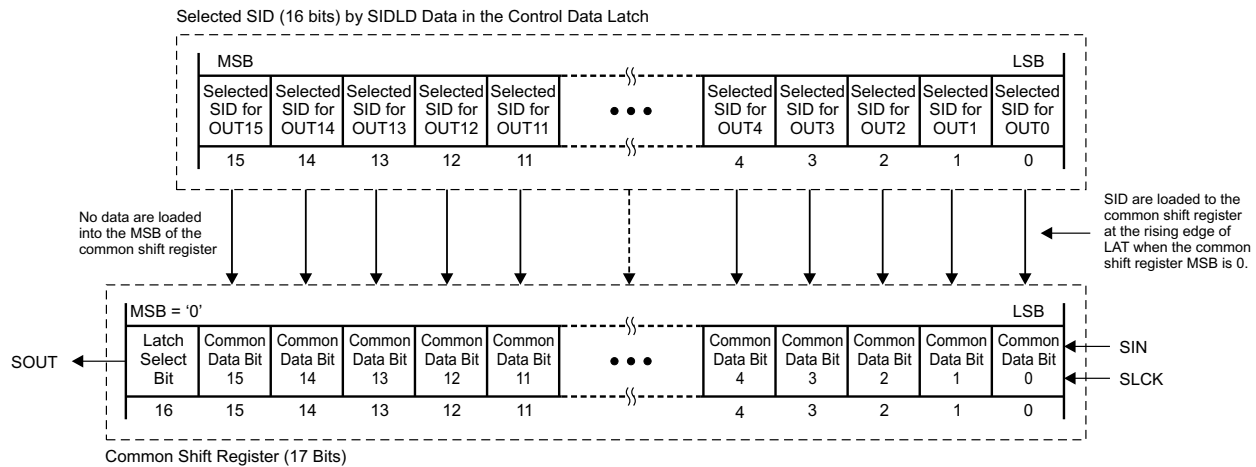 Selected SID (16 bits) by SIDLD Data in the Control Data Latch
MSB
LSB
Selected SID for OUT15
Selected SID for OUT14
Selected SID for OUT13
Selected SID for OUT12
Selected SID for OUT11
Selected SID for OUT4
Selected SID for OUT3
Selected SID for OUT2
Selected SID for OUT1
Selected SID for OUT0
15 14 13 12 11 4 3 2 1 0
No data are loaded
into the MSB of the
common shift register
SID are loaded to the
common shift register
at the rising edge of
LAT when the common
shift register MSB is 0.
MSB = ‘0’
LSB
SOUT
Latch Select Bit
Common Data Bit 15
Common Data Bit 14
Common Data Bit 13
Common Data Bit 12
Common Data Bit 11
Common Data Bit 4
Common Data Bit 3
Common Data Bit 2
Common Data Bit 1
Common Data Bit 0
SIN
SLCK
16 15 14 13 12 11 4 3 2 1 0
Common Shift Register (17 Bits)